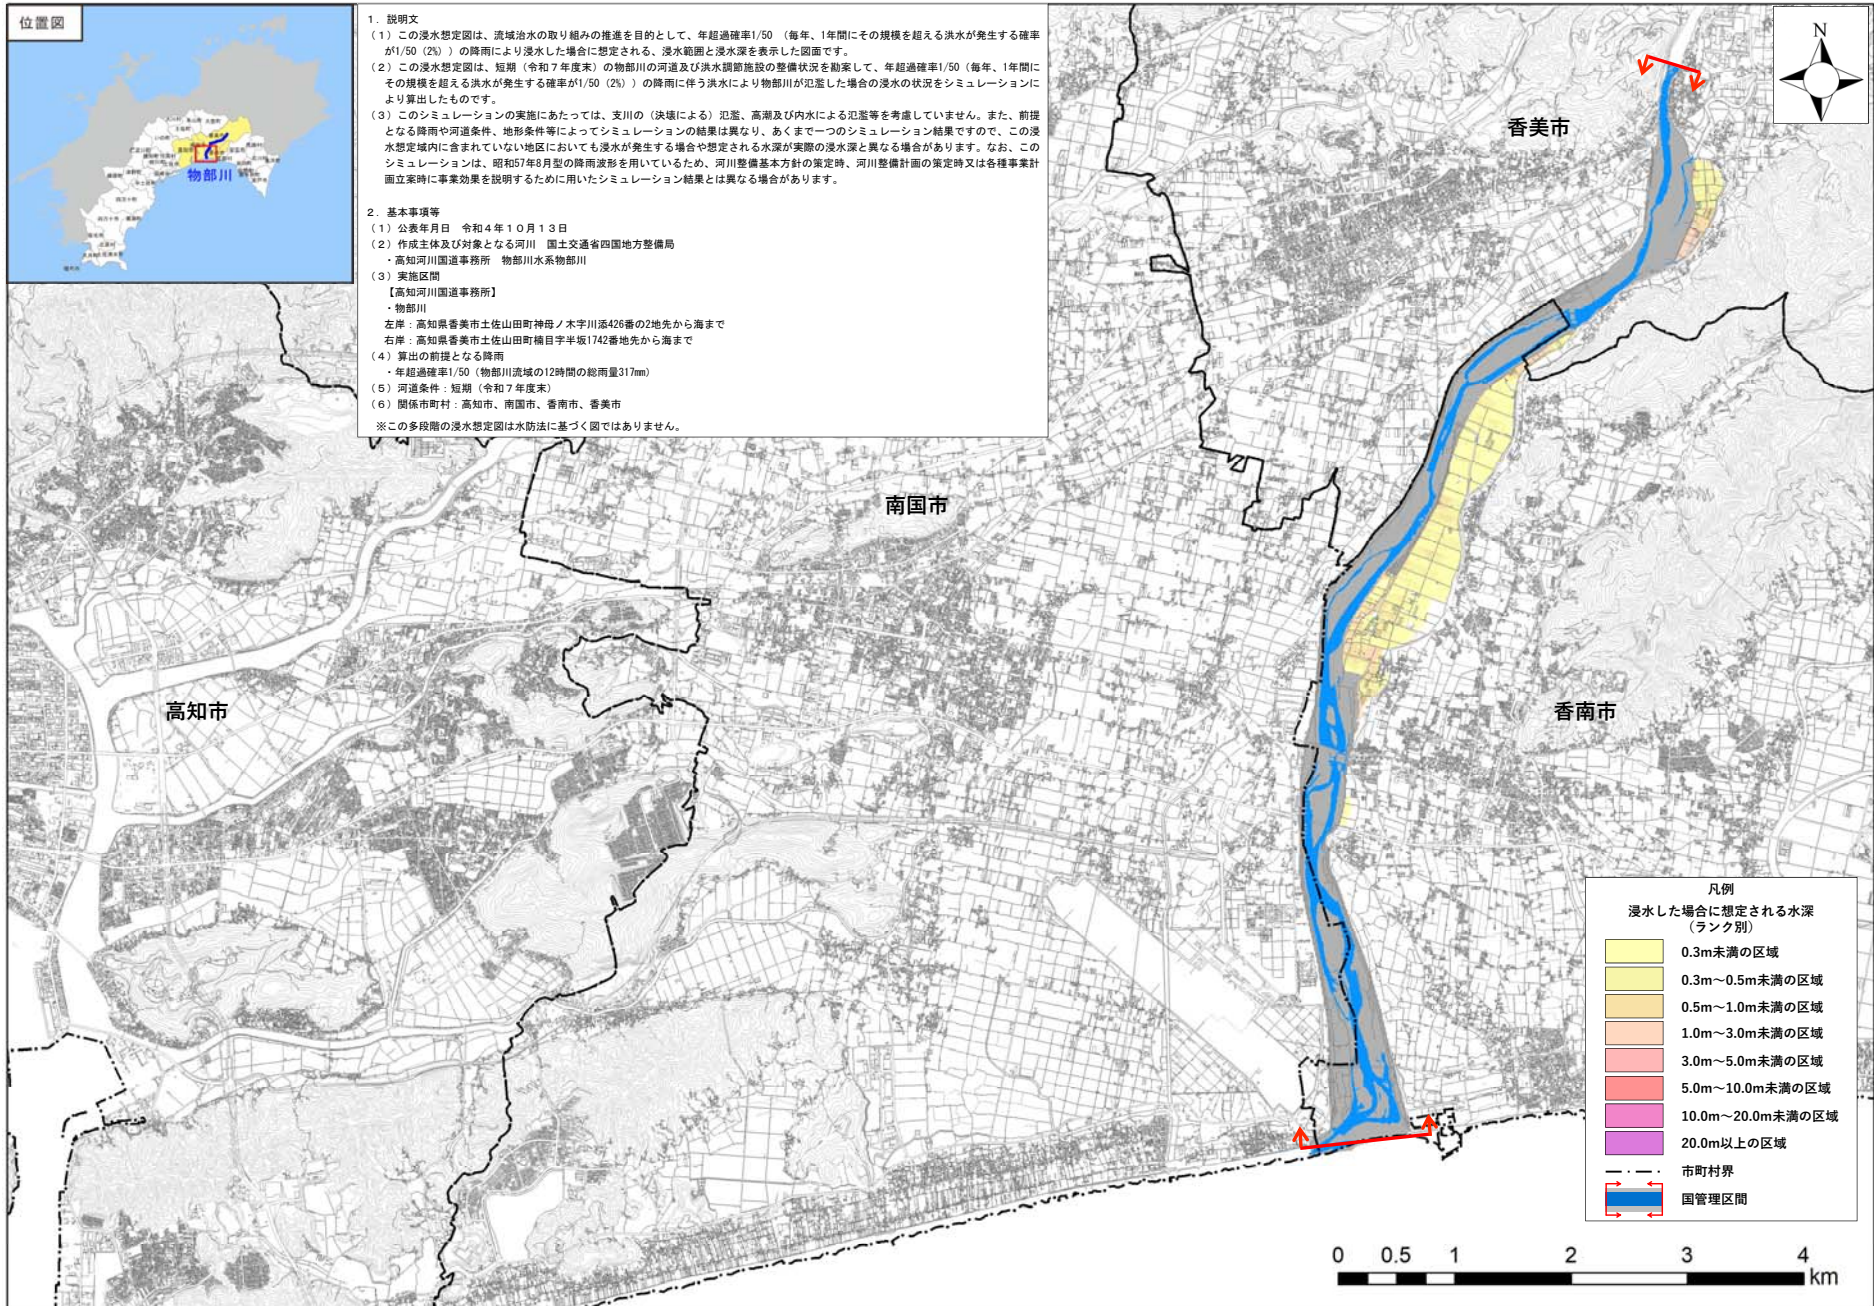 位置図
物部川
1．説明文
（1）この浸水想定図は、流域治水の取り組みの推進を目的として、年超過確率1/50 （毎年、1年間にその規模を超える洪水が発生する確率
が1/50（2%））の降雨により浸水した場合に想定される、浸水範囲と浸水深を表示した図面です。
（2）この浸水想定図は、短期（令和7年度末）の物部川の河道及び洪水調節施設の整備状況を勘案して、年超過確率1/50（毎年、1年間に
その規模を超える洪水が発生する確率が1/50（2%））の降雨に伴う洪水により物部川が氾濫した場合の浸水の状況をシミュレーションに
より算出したものです。
（3）このシミュレーションの実施にあたっては、支川の（決壊による）氾濫、高潮及び内水による氾濫等を考慮していません。また、前提
となる降雨や河道条件、地形条件等によってシミュレーションの結果は異なり、あくまで一つのシミュレーション結果ですので、この浸
水想定域内に含まれていない地区においても浸水が発生する場合や想定される水深が実際の浸水深と異なる場合があります。なお、この
シミュレーションは、昭和57年8月型の降雨波形を用いているため、河川整備基本方針の策定時、河川整備計画の策定時又は各種事業計
画立案時に事業効果を説明するために用いたシミュレーション結果とは異なる場合があります。
2．基本事項等
（1）公表年月日　令和4年10月13日
（2）作成主体及び対象となる河川　国土交通省四国地方整備局
・高知河川国道事務所　物部川水系物部川
（3）実施区間
【高知河川国道事務所】
・物部川
左岸：高知県香美市土佐山田町神母ノ木字川添426番の2地先から海まで
右岸：高知県香美市土佐山田町楠目字半坂1742番地先から海まで
（4）算出の前提となる降雨
・年超過確率1/50（物部川流域の12時間の総雨量317mm）
（5）河道条件：短期（令和7年度末）
（6）関係市町村：高知市、南国市、香南市、香美市
※この多段階の浸水想定図は水防法に基づく図ではありません。
N
香美市
南国市
高知市
香南市
凡例
浸水した場合に想定される水深
（ランク別）
0.3m未満の区域
0.3m～0.5m未満の区域
0.5m～1.0m未満の区域
1.0m～3.0m未満の区域
3.0m～5.0m未満の区域
5.0m～10.0m未満の区域
10.0m～20.0m未満の区域
20.0m以上の区域
市町村界
国管理区間
0 0.5 1 2 3 4
km